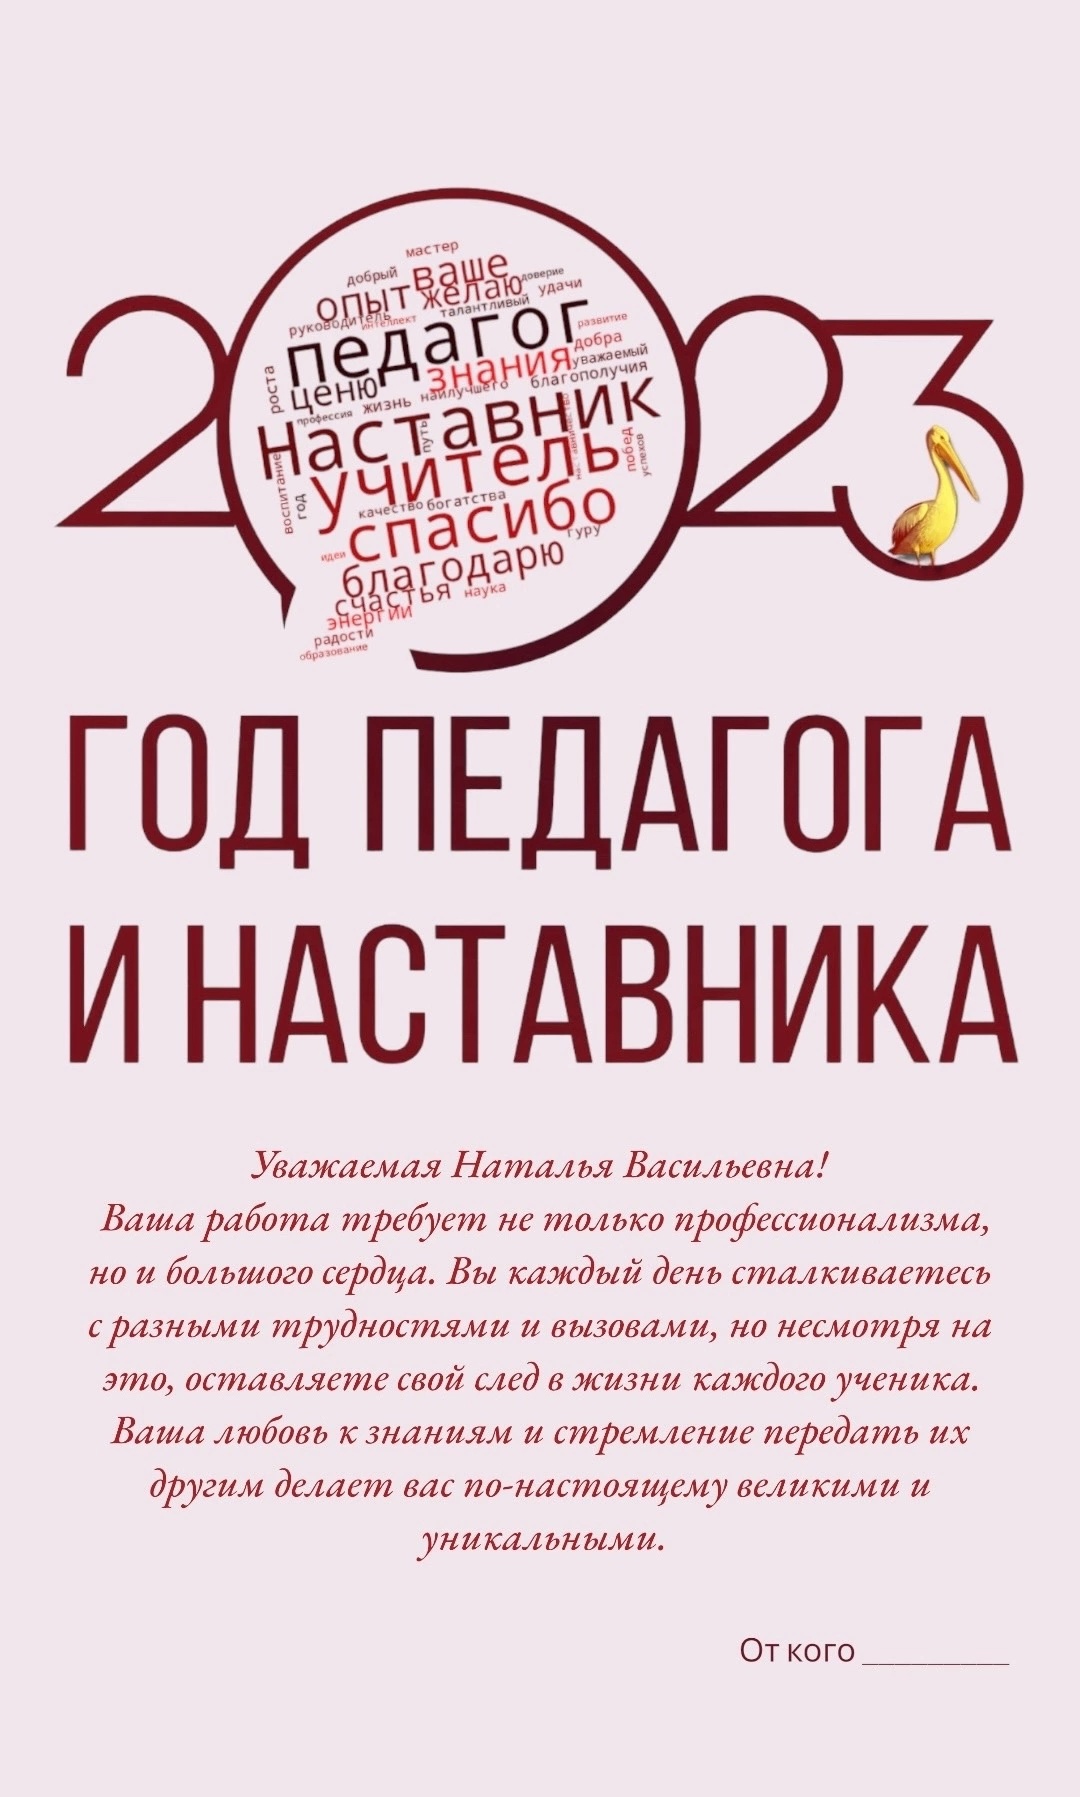 2023
мастер
добрый
ваше
доверие
опыт
желаю
удачи
руководитель
интеллект
талантливый
педагог
развитие
добра
знания
уважаемый
роста
ценю
наилучшего
благополучия
профессия
жизнь
наставник
путь
наставничество
победы
успехов
воспитание
учитель
год
качество
богатства
спасибо
идеи
гуру
благодарю
счастья
наука
энергии
радости
образование
ГОД ПЕДАГОГА
И НАСТАВНИКА
Уважаемая Наталья Васильевна!
Ваша работа требует не только профессионализма,
но и большого сердца. Вы каждый день сталкиваетесь
с разными трудностями и вызовами, но несмотря на
это, оставляете свой след в жизни каждого ученика.
Ваша любовь к знаниям и стремление передать их
другим делает вас по-настоящему великими и
уникальными.
От кого _________